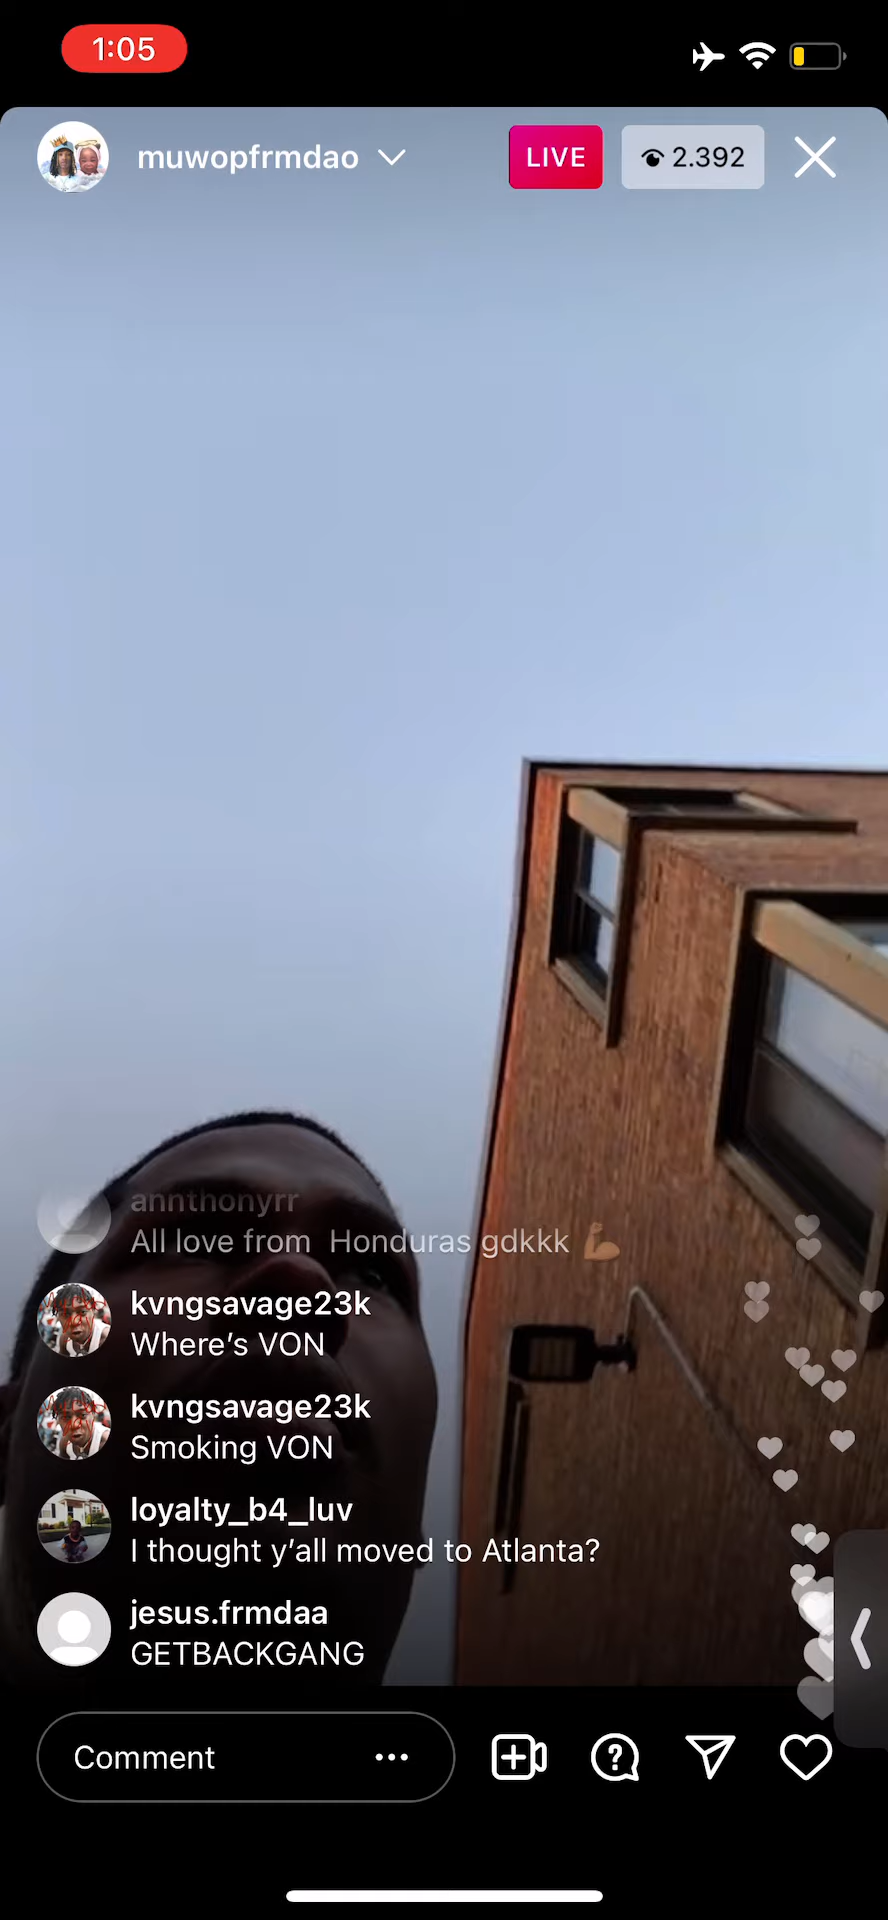 1:05
muwopfrmdao
LIVE
2.392
annthonyrr
All love from Honduras gdkkk 💪🏽
kvngsavage23k
Where's VON
kvngsavage23k
Smoking VON
loyalty_b4_luv
I thought y'all moved to Atlanta?
jesus.frmdaa
GETBACKGANG
Comment